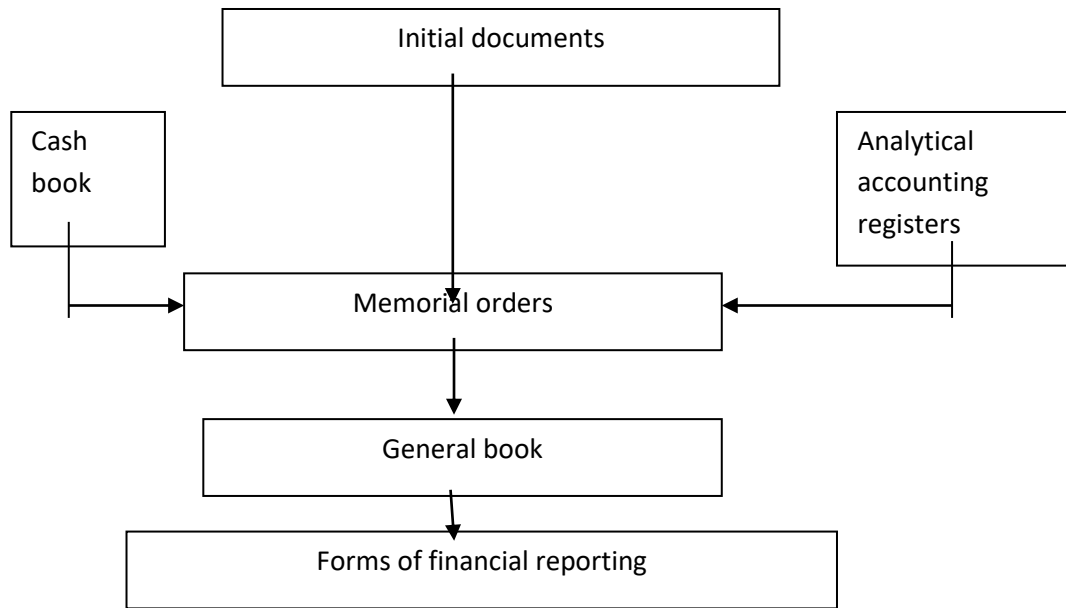 Initial documents
Cash
book
Analytical
accounting
registers
Memorial orders
General book
Forms of financial reporting